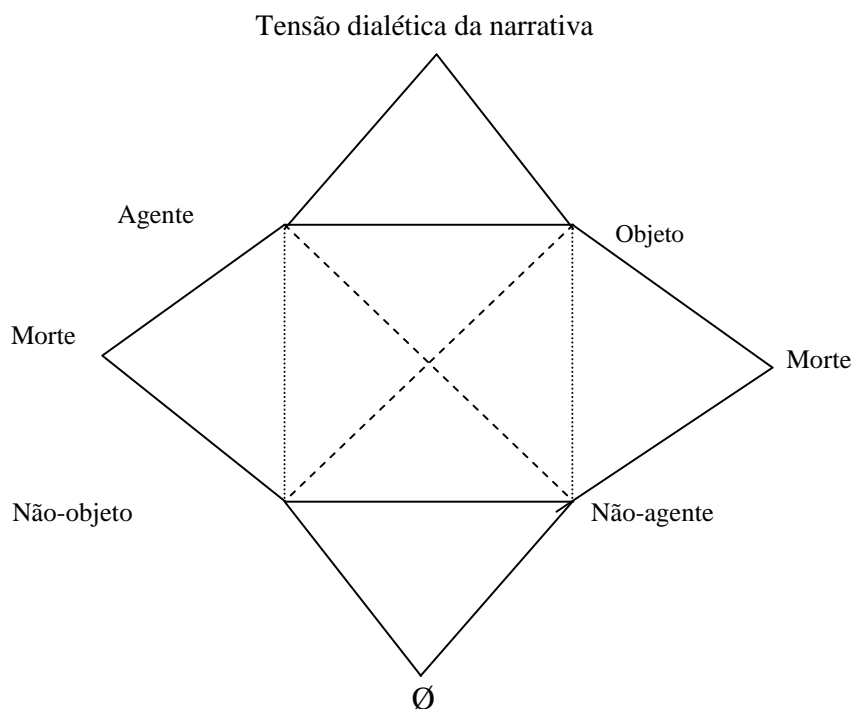 Tensão dialética da narrativa
Agente
Objeto
Morte
Morte
Não-objeto
Não-agente
Ø